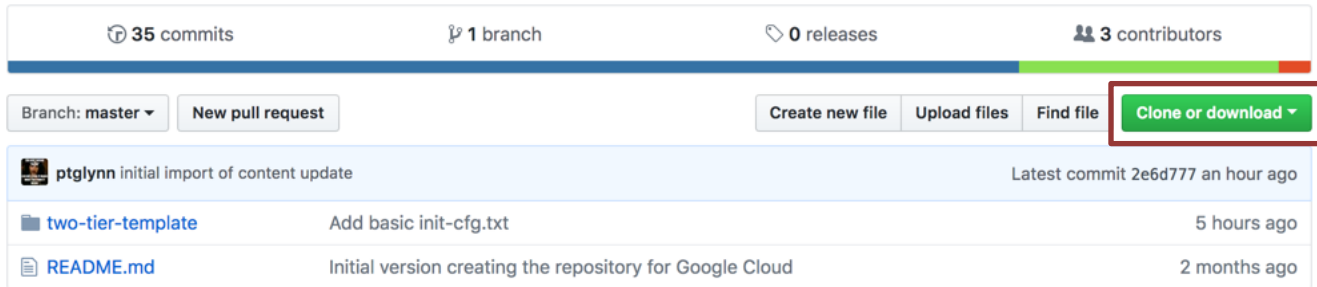 35 commits 1 branch 0 releases 3 contributors
Branch: master New pull request Create new file Upload files Find file Clone or download
ptglynn initial import of content update Latest commit 2e6d777 an hour ago
two-tier-template Add basic init-cfg.txt 5 hours ago
README.md Initial version creating the repository for Google Cloud 2 months ago